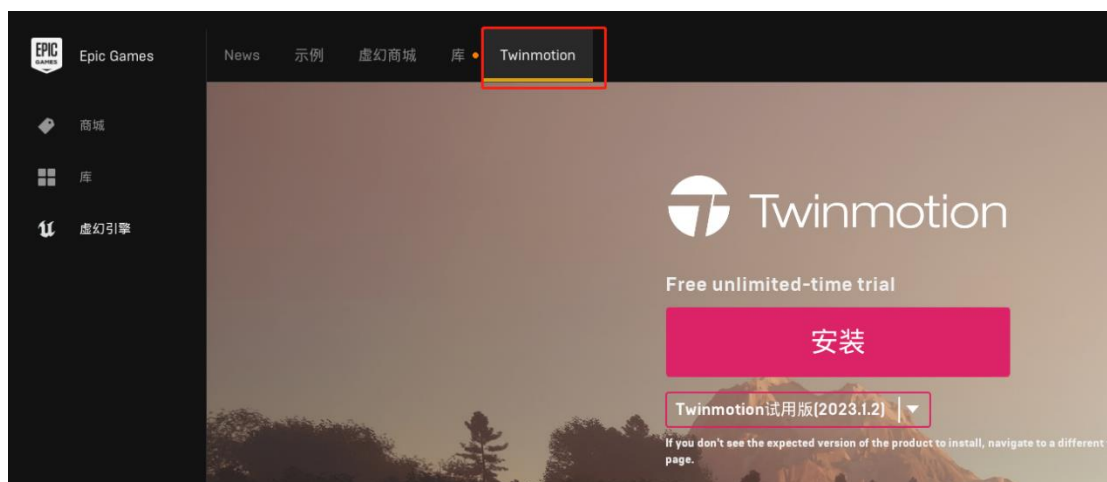 EPIC
GAMES
Epic Games
News
示例
虚幻商城
库
Twinmotion
商城
库
虚幻引擎
Twinmotion
Free unlimited-time trial
安装
Twinmotion试用版(2023.1.2)
If you don't see the expected version of the product to install, navigate to a different
page.